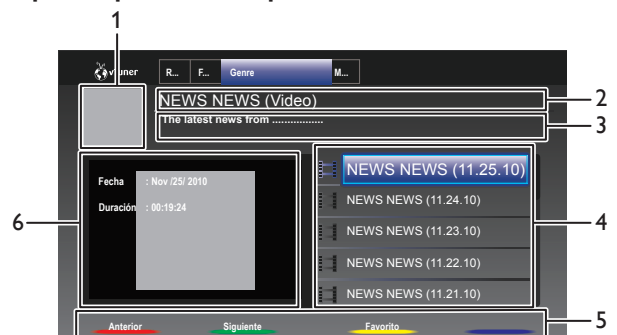 1
vTuner
R... F... Genre M...
NEWS NEWS (Video)
2
The latest news from .................
3
NEWS NEWS (11.25.10)
Fecha : Nov /25/ 2010
NEWS NEWS (11.24.10)
Duración : 00:19:24
6
4
NEWS NEWS (11.23.10)
NEWS NEWS (11.22.10)
NEWS NEWS (11.21.10)
5
Anterior Siguiente Favorito